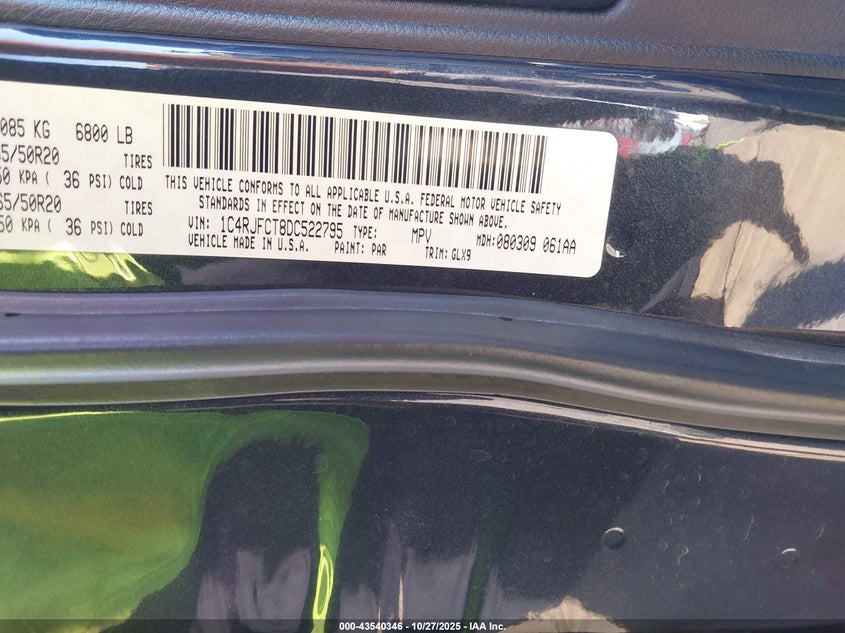 085 KG 6800 LB
5/50R20 TIRES
50 KPA ( 36 PSI) COLD
65/50R20 TIRES
50 KPA ( 36 PSI) COLD
THIS VEHICLE CONFORMS TO ALL APPLICABLE U.S.A. FEDERAL MOTOR VEHICLE SAFETY
STANDARDS IN EFFECT ON THE DATE OF MANUFACTURE SHOWN ABOVE.
VIN: 1C4RJFCT8DC522795 TYPE: MPV MDH: 080309 061AA
VEHICLE MADE IN U.S.A. PAINT: PAR TRIM: GLX9
000-43540346 | 10/27/2025 | IAA Inc.